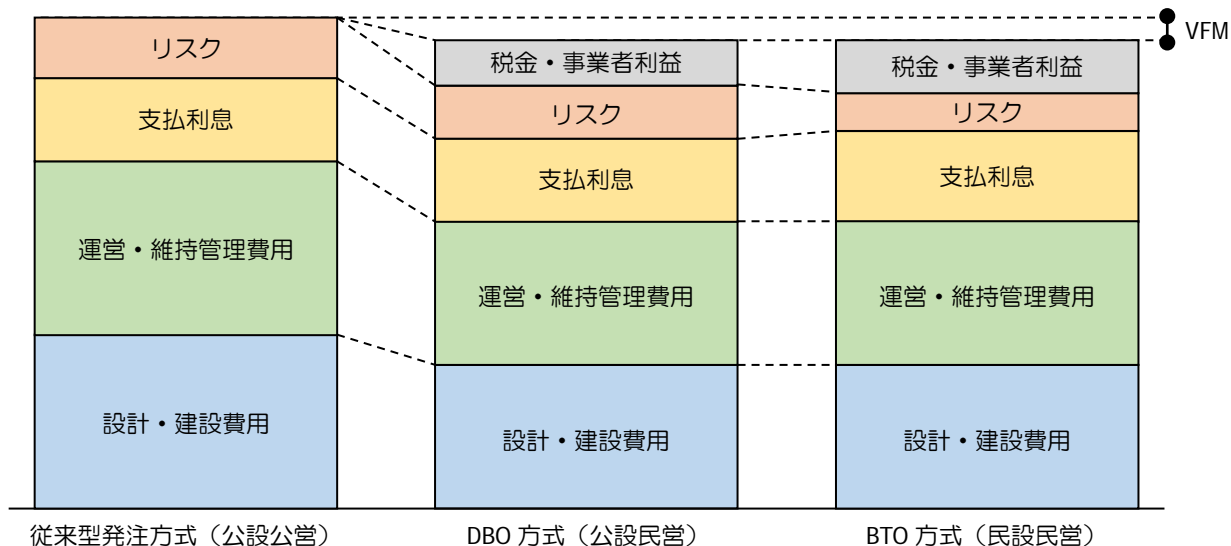 リスク
支払利息
運営・維持管理費用
設計・建設費用
従来型発注方式（公設公営）
税金・事業者利益
リスク
支払利息
運営・維持管理費用
設計・建設費用
DBO 方式（公設民営）
税金・事業者利益
リスク
支払利息
運営・維持管理費用
設計・建設費用
BTO 方式（民設民営）
VFM